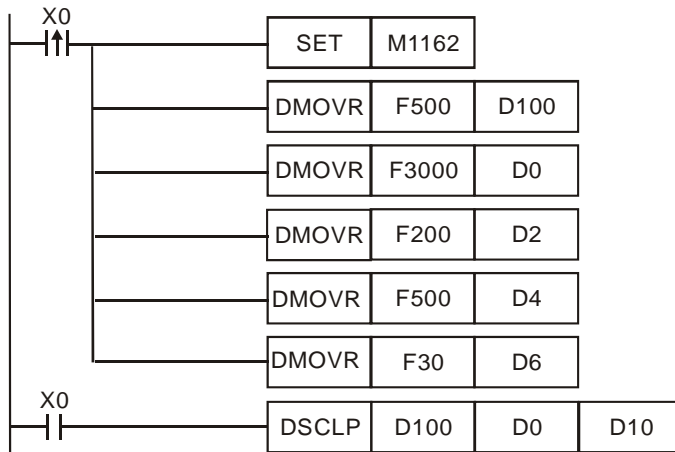 X0
SET M1162
DMOVR F500 D100
DMOVR F3000 D0
DMOVR F200 D2
DMOVR F500 D4
DMOVR F30 D6
X0
DSCLP D100 D0 D10